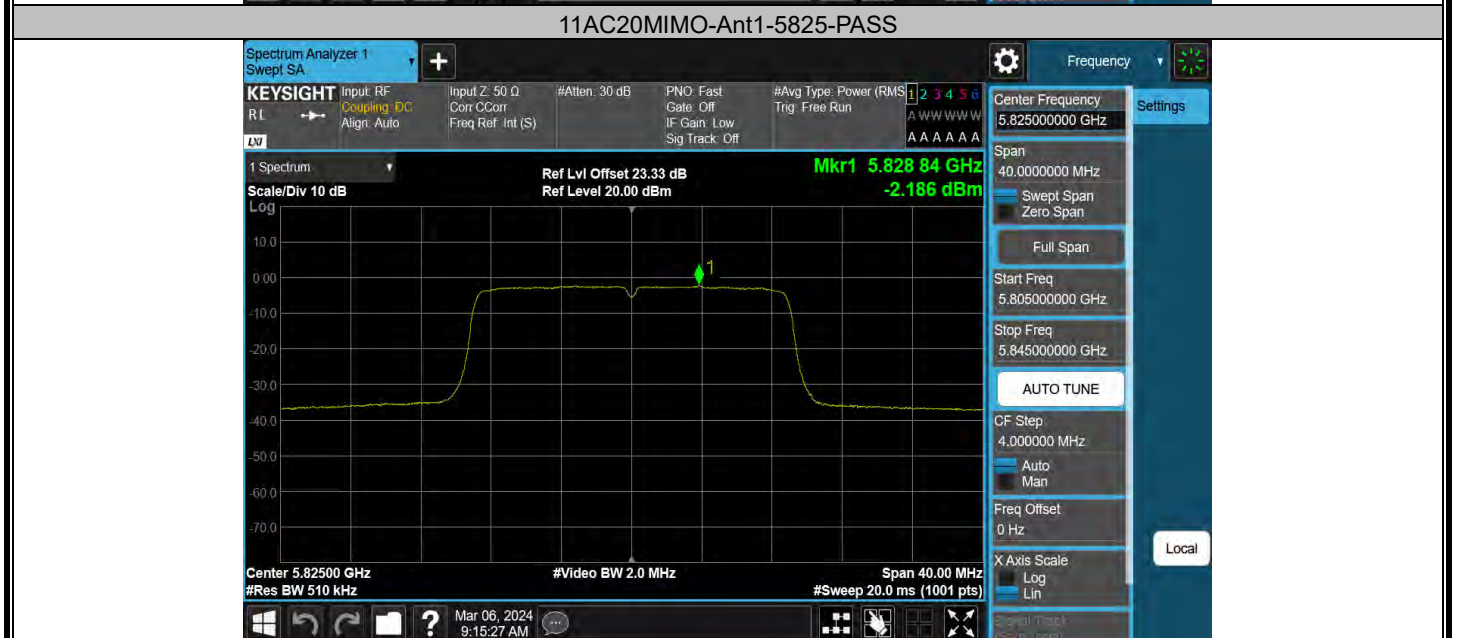 11AC20MIMO-Ant1-5825-PASS
Spectrum Analyzer 1
Swept SA
Frequency
KEYSIGHT
RL
LXI
Input: RF
Coupling: DC
Align: Auto
Input Z: 50 Ω
Corr CCorr
Freq Ref: Int (S)
#Atten: 30 dB
PNO: Fast
Gate: Off
IF Gain: Low
Sig Track: Off
#Avg Type: Power (RMS
Trig: Free Run
1 2 3 4 5 6
A W W W W W
A A A A A A
Center Frequency
5.825000000 GHz
Settings
1 Spectrum
Scale/Div 10 dB
Log
Ref Lvl Offset 23.33 dB
Ref Level 20.00 dBm
Mkr1 5.828 84 GHz
-2.186 dBm
Span
40.0000000 MHz
Swept Span
Zero Span
Full Span
Start Freq
5.805000000 GHz
Stop Freq
5.845000000 GHz
AUTO TUNE
CF Step
4.000000 MHz
Auto
Man
Freq Offset
0 Hz
X Axis Scale
Log
Lin
Signal Track
Local
10.0
0.00
-10.0
-20.0
-30.0
-40.0
-50.0
-60.0
-70.0
1
Center 5.82500 GHz
#Res BW 510 kHz
#Video BW 2.0 MHz
Span 40.00 MHz
#Sweep 20.0 ms (1001 pts)
?
Mar 06, 2024
9:15:27 AM